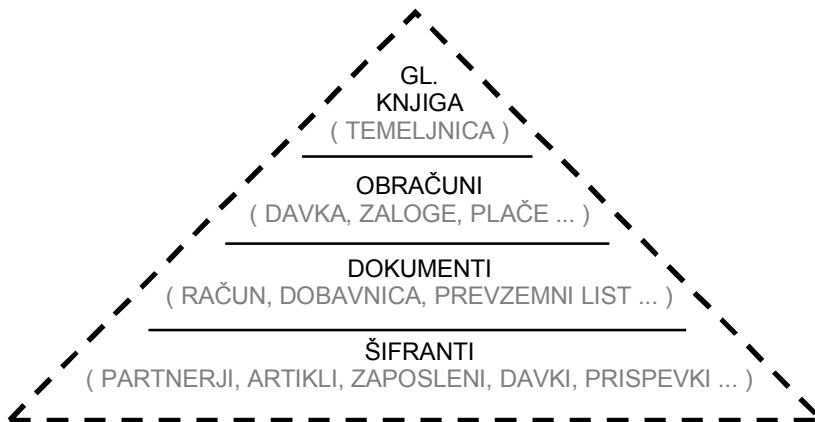 GL.
KNJIGA
( TEMELJNICA )
OBRAČUNI
( DAVKA, ZALOGE, PLAČE ... )
DOKUMENTI
( RAČUN, DOBAVNICA, PREVZEMNI LIST ... )
ŠIFRANTI
( PARTNERJI, ARTIKLI, ZAPOSLENI, DAVKI, PRISPEVKI ... )